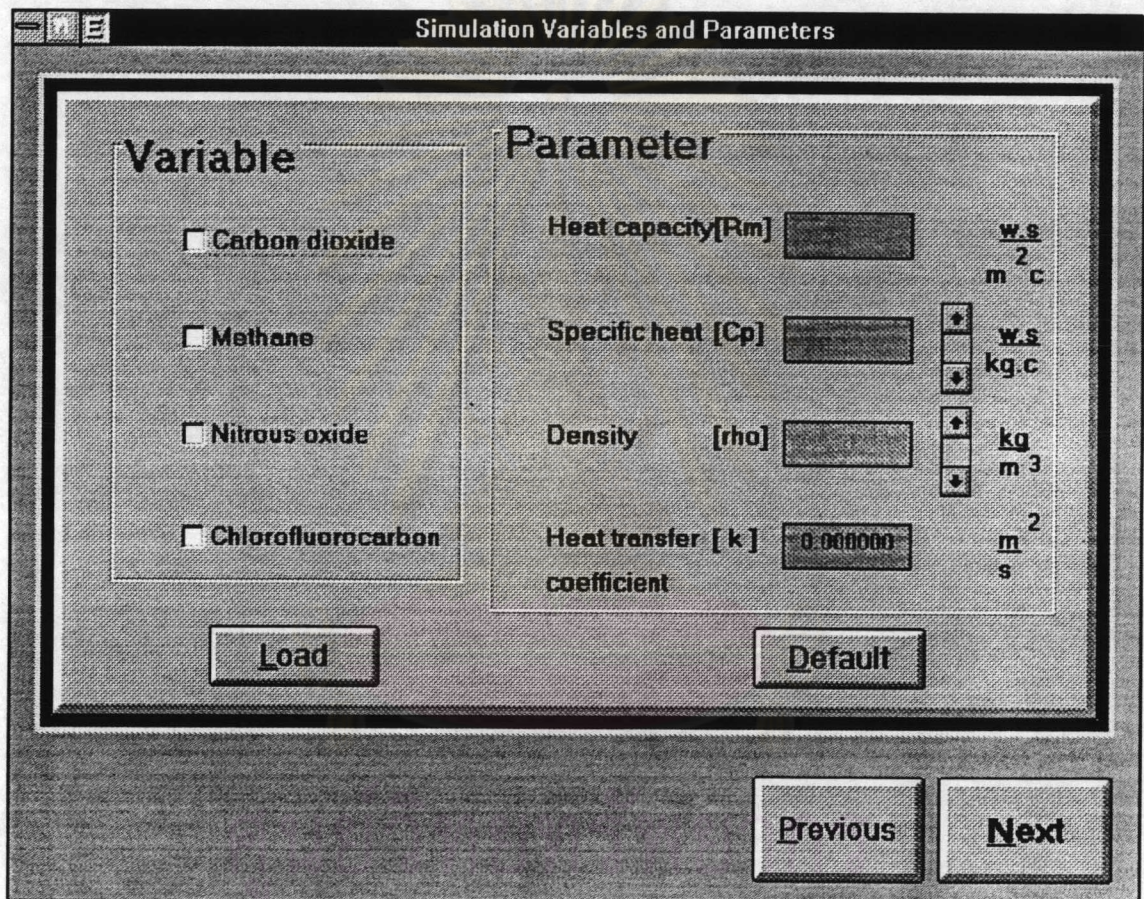 Simulation Variables and Parameters
Variable
Carbon dioxide
Methane
Nitrous oxide
Chlorofluorocarbon
Load
Parameter
Heat capacity[Rm]
w.s
m 2 c
Specific heat [Cp]
w.s
kg.c
Density [rho]
kg
m 3
Heat transfer [ k ] 0.000000
coefficient
m 2
s
Default
Previous
Next